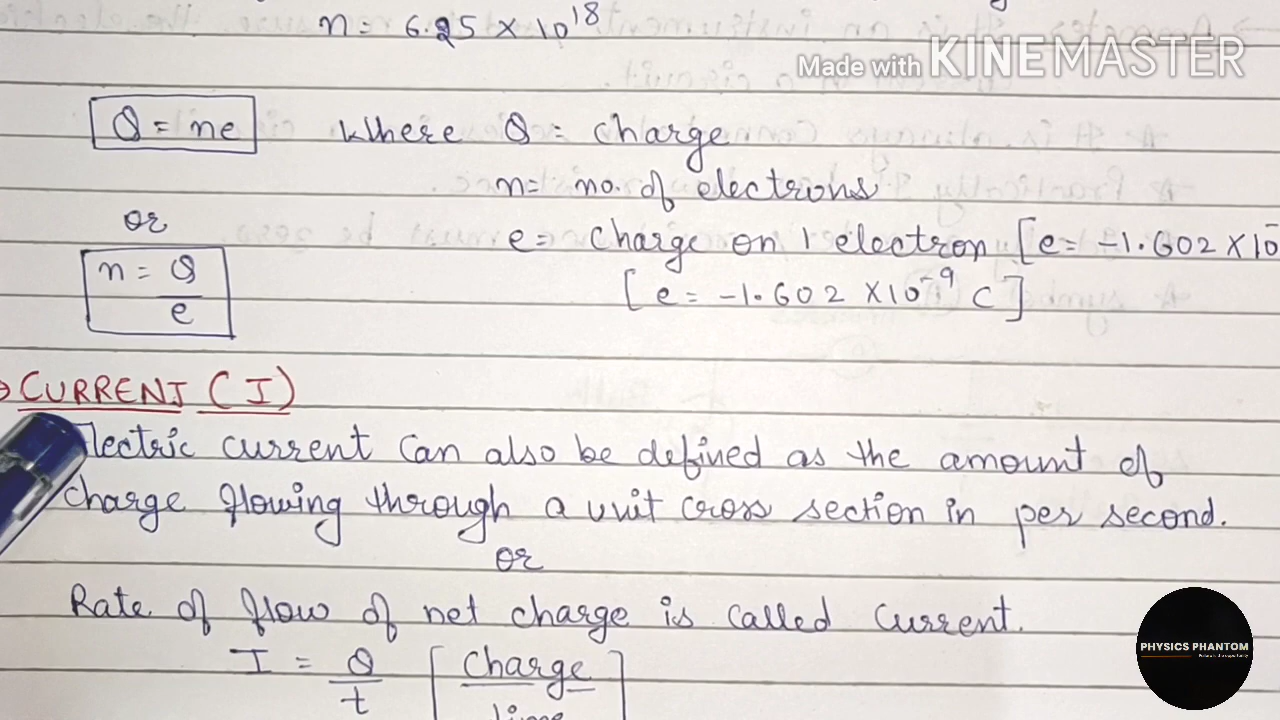 n = 6.25 × 10¹⁸
Made with KINEMASTER
Q = ne where Q = charge
n = no. of electrons
or
e = charge on 1 electron [e = -1.602 × 10⁻
n = Q/e
[e = -1.602 × 10⁻⁹ C]
→ CURRENT (I)
Electric current can also be defined as the amount of
charge flowing through a unit cross section in per second.
or
Rate of flow of net charge is called current.
I = Q/t [Charge/time]
PHYSICS PHANTOM